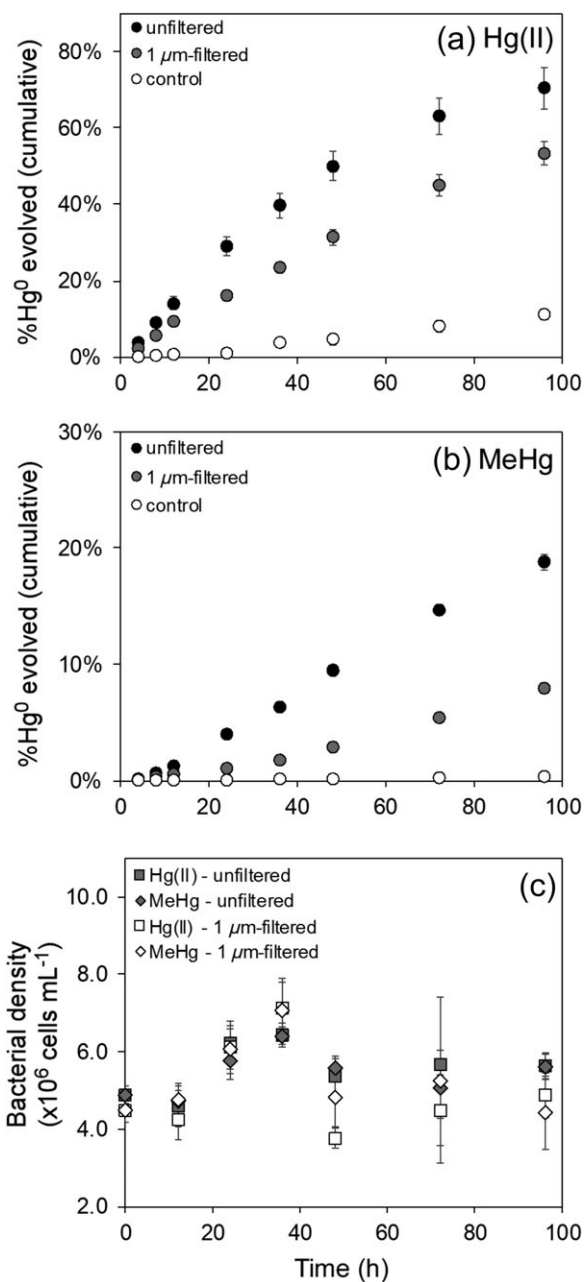 (a) Hg(II)
unfiltered
1 µm-filtered
control
80%
60%
40%
20%
0%
%Hg⁰ evolved (cumulative)
0 20 40 60 80 100
(b) MeHg
unfiltered
1 µm-filtered
control
30%
20%
10%
0%
%Hg⁰ evolved (cumulative)
0 20 40 60 80 100
(c)
Hg(II) - unfiltered
MeHg - unfiltered
Hg(II) - 1 µm-filtered
MeHg - 1 µm-filtered
10.0
8.0
6.0
4.0
2.0
Bacterial density
(x10⁶ cells mL⁻¹)
0 20 40 60 80 100
Time (h)